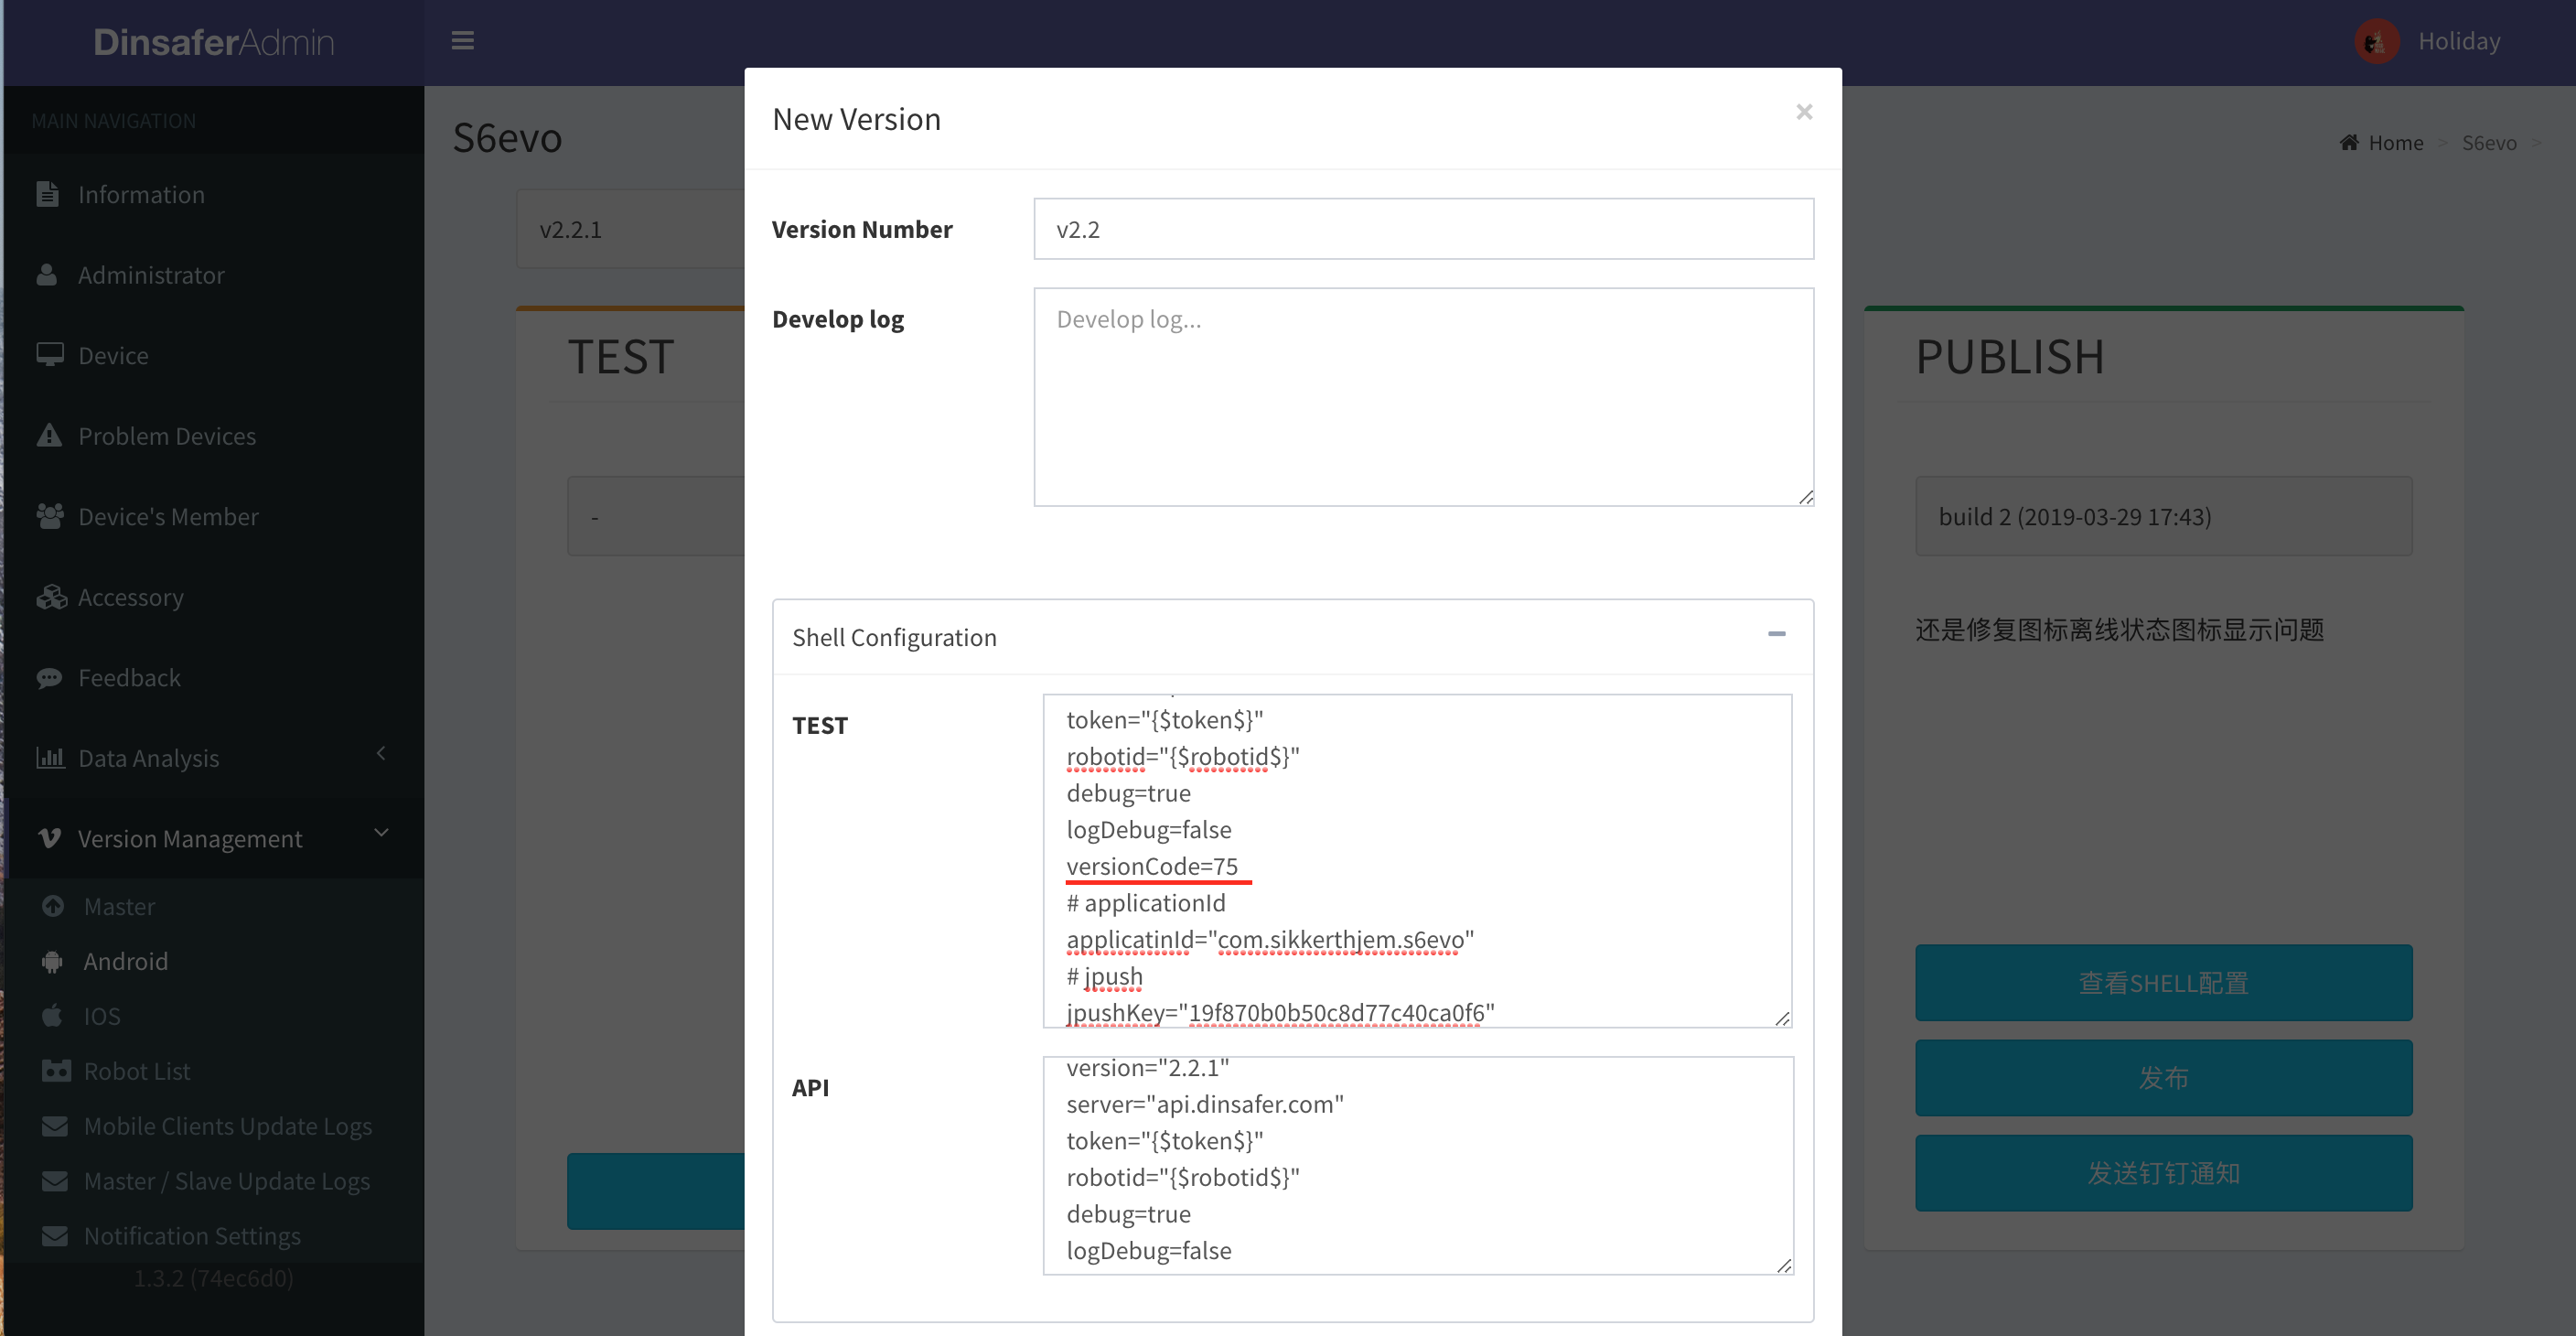 DinsaferAdmin
Holiday
MAIN NAVIGATION
Information
Administrator
Device
Problem Devices
Device's Member
Accessory
Feedback
Data Analysis
Version Management
Master
Android
IOS
Robot List
Mobile Clients Update Logs
Master / Slave Update Logs
Notification Settings
1.3.2 (74ec6d0)
S6evo
Home > S6evo >
v2.2.1
TEST
-
New Version
×
Version Number
v2.2
Develop log
Develop log...
Shell Configuration
TEST
token="{$token$}"
robotid="{$robotid$}"
debug=true
logDebug=false
versionCode=75
# applicationId
applicatinId="com.sikkerthjem.s6evo"
# jpush
jpushKey="19f870b0b50c8d77c40ca0f6"
API
version="2.2.1"
server="api.dinsafer.com"
token="{$token$}"
robotid="{$robotid$}"
debug=true
logDebug=false
PUBLISH
build 2 (2019-03-29 17:43)
还是修复图标离线状态图标显示问题
查看SHELL配置
发布
发送钉钉通知